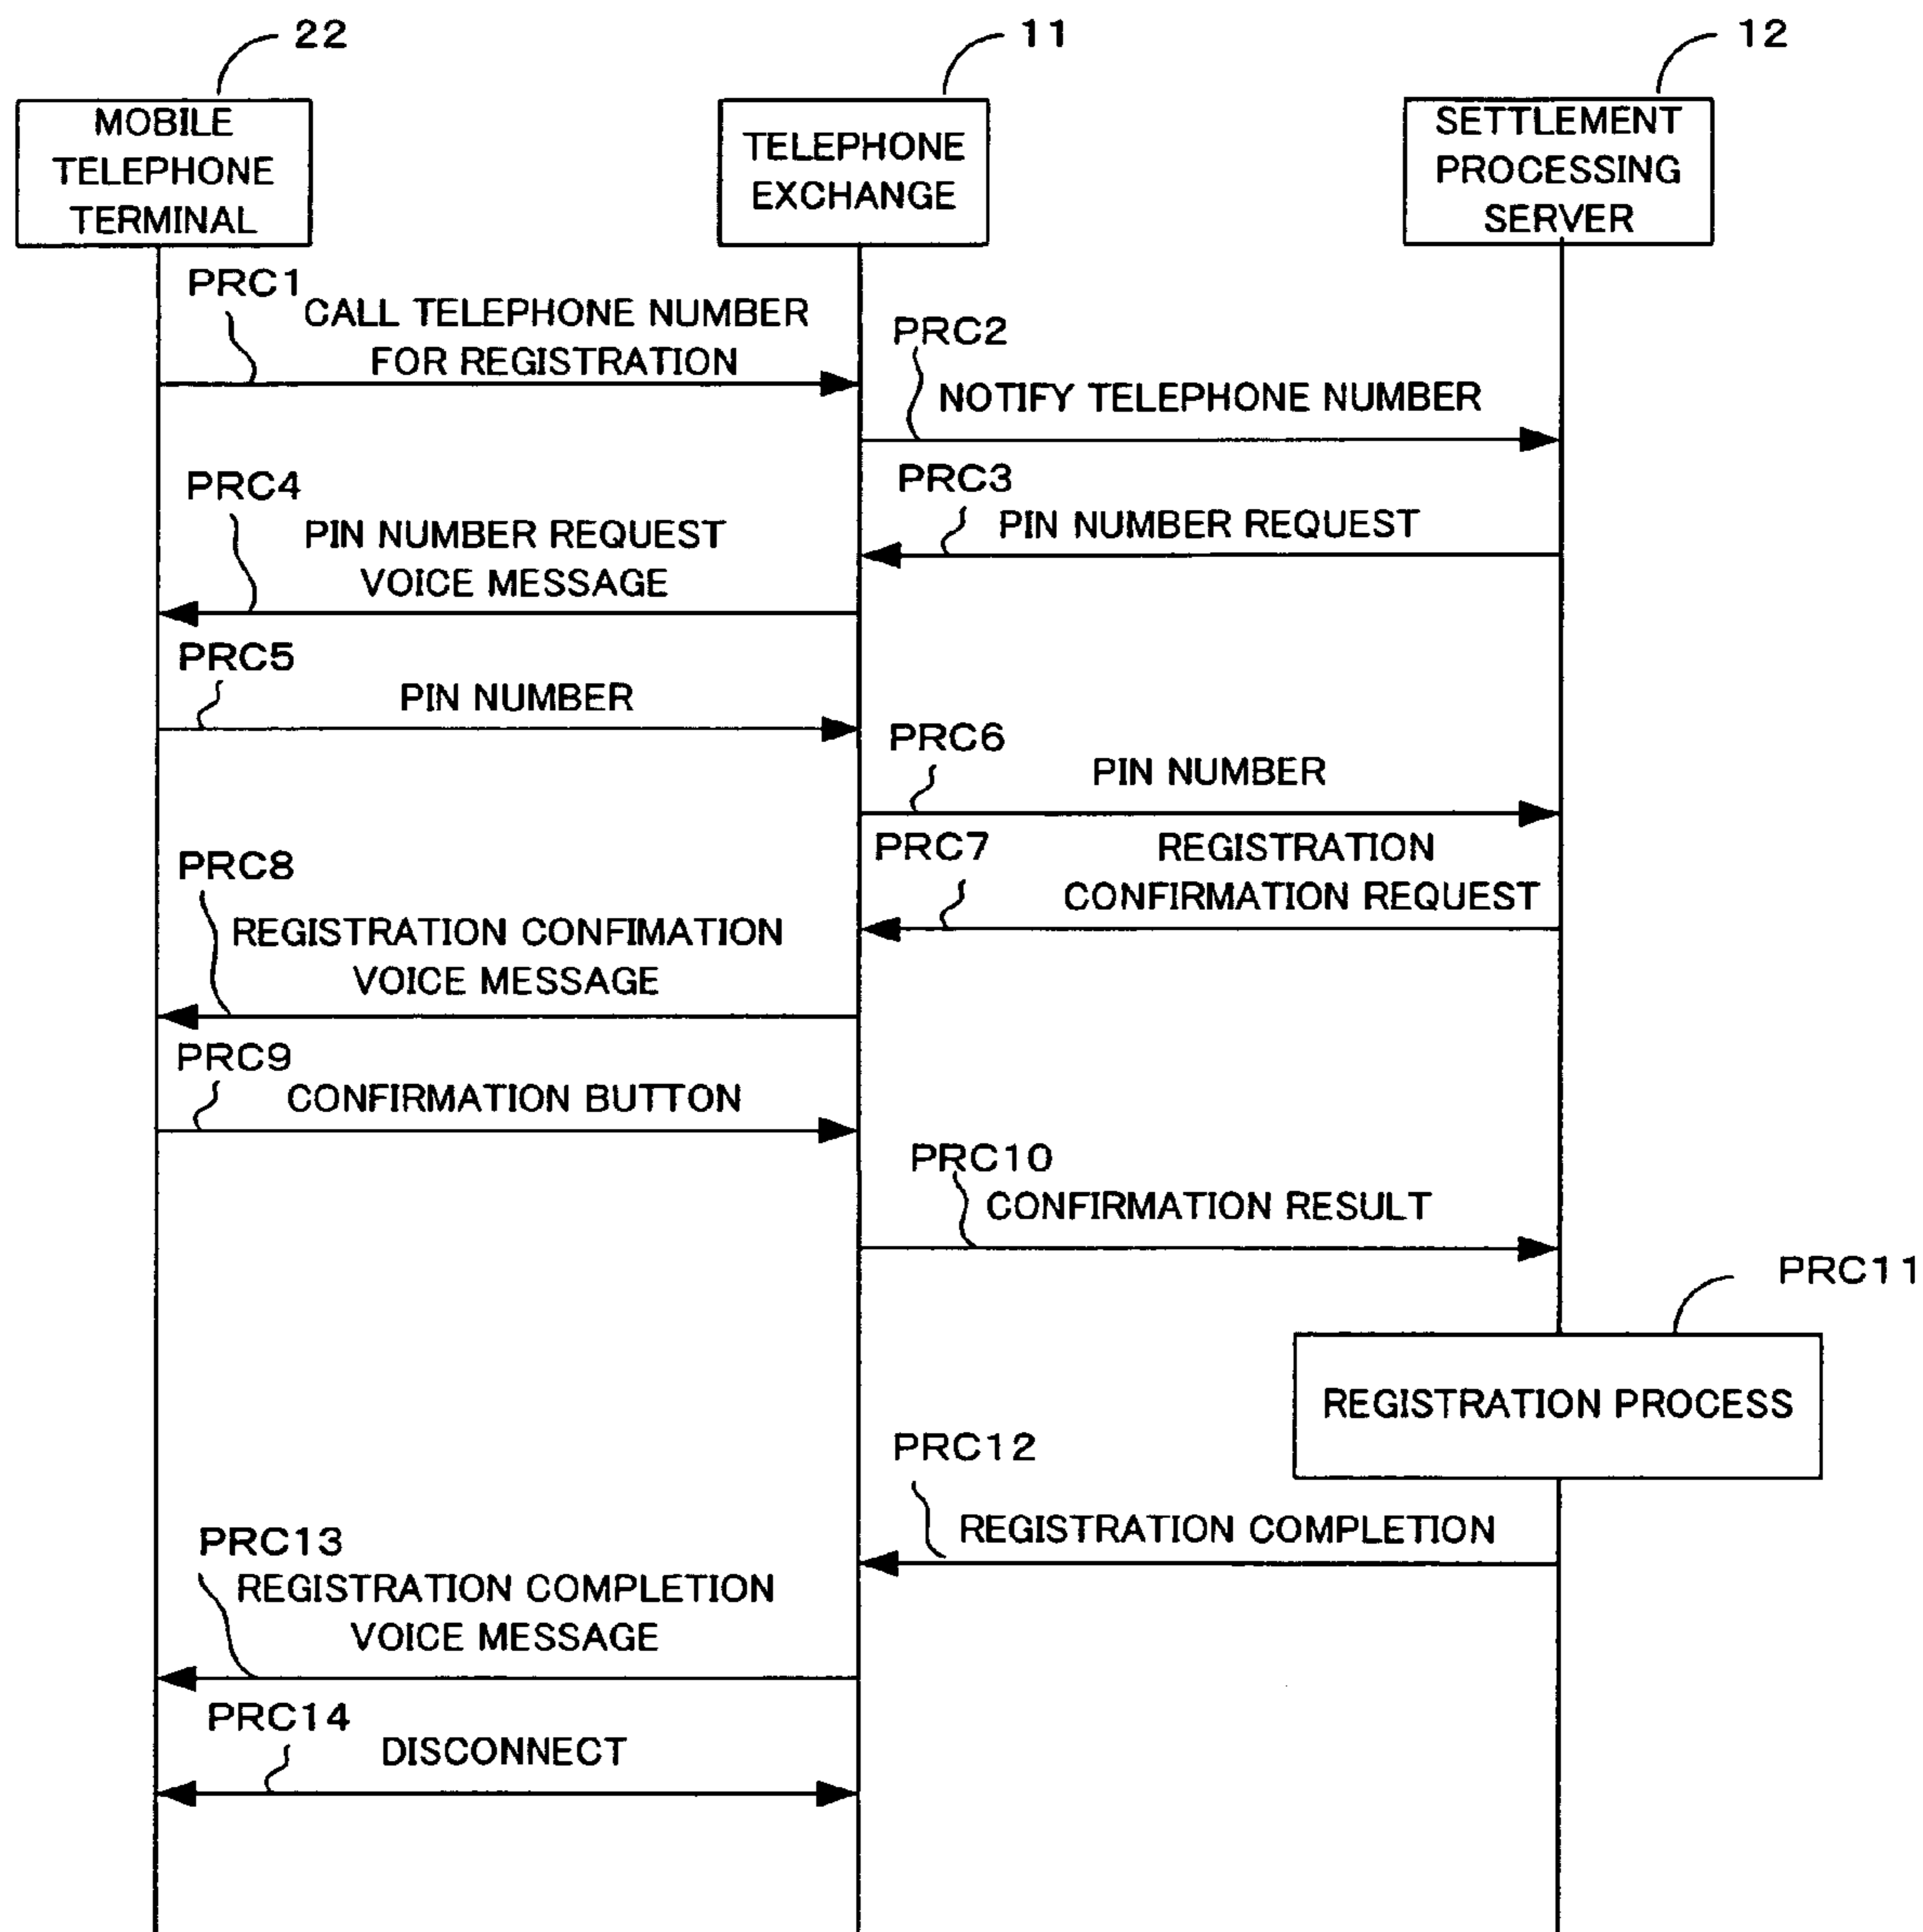 22
11
12
MOBILE
TELEPHONE
TERMINAL
TELEPHONE
EXCHANGE
SETTLEMENT
PROCESSING
SERVER
PRC1
CALL TELEPHONE NUMBER
FOR REGISTRATION
PRC2
NOTIFY TELEPHONE NUMBER
PRC3
PIN NUMBER REQUEST
PRC4
PIN NUMBER REQUEST
VOICE MESSAGE
PRC5
PIN NUMBER
PRC6
PIN NUMBER
PRC7
REGISTRATION
CONFIRMATION REQUEST
PRC8
REGISTRATION CONFIMATION
VOICE MESSAGE
PRC9
CONFIRMATION BUTTON
PRC10
CONFIRMATION RESULT
PRC11
REGISTRATION PROCESS
PRC12
REGISTRATION COMPLETION
PRC13
REGISTRATION COMPLETION
VOICE MESSAGE
PRC14
DISCONNECT